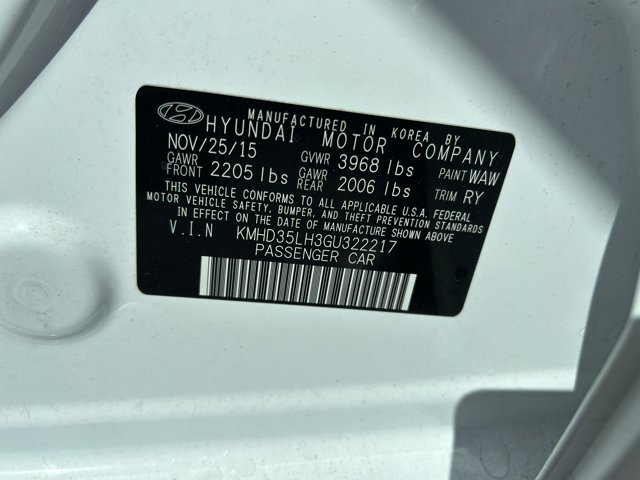 MANUFACTURED IN KOREA BY
HYUNDAI MOTOR COMPANY
NOV/25/15 GVWR 3968 lbs PAINT WAW
GAWR FRONT 2205 lbs GAWR REAR 2006 lbs TRIM RY
THIS VEHICLE CONFORMS TO ALL APPLICABLE U.S.A. FEDERAL
MOTOR VEHICLE SAFETY, BUMPER, AND THEFT PREVENTION STANDARDS
IN EFFECT ON THE DATE OF MANUFACTURE SHOWN ABOVE
V.I.N KMHD35LH3GU322217
PASSENGER CAR